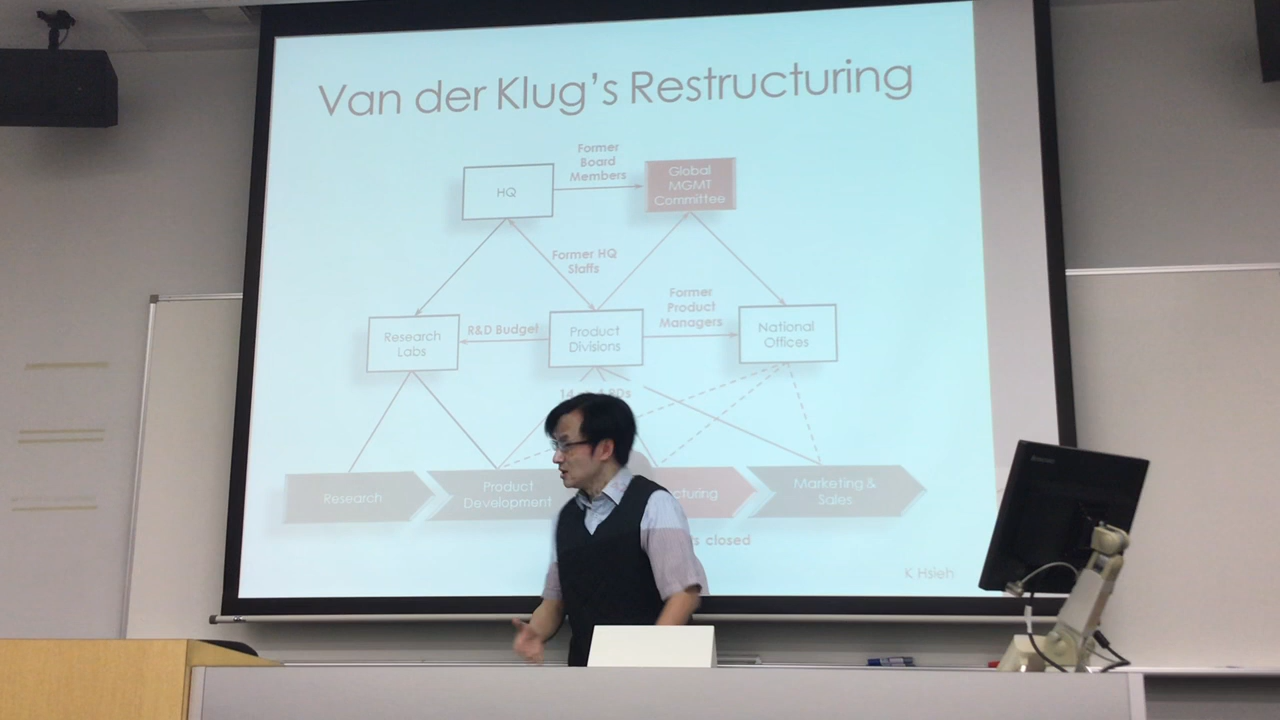 Van der Klug's Restructuring
Former
Board
Members
HQ
Global
MGMT
Committee
Former HQ
Staffs
Former
Product
Managers
R&D Budget
Research
Labs
Product
Divisions
National
Offices
Research
Product
Development
cturing
Marketing &
Sales
closed
K Hsieh